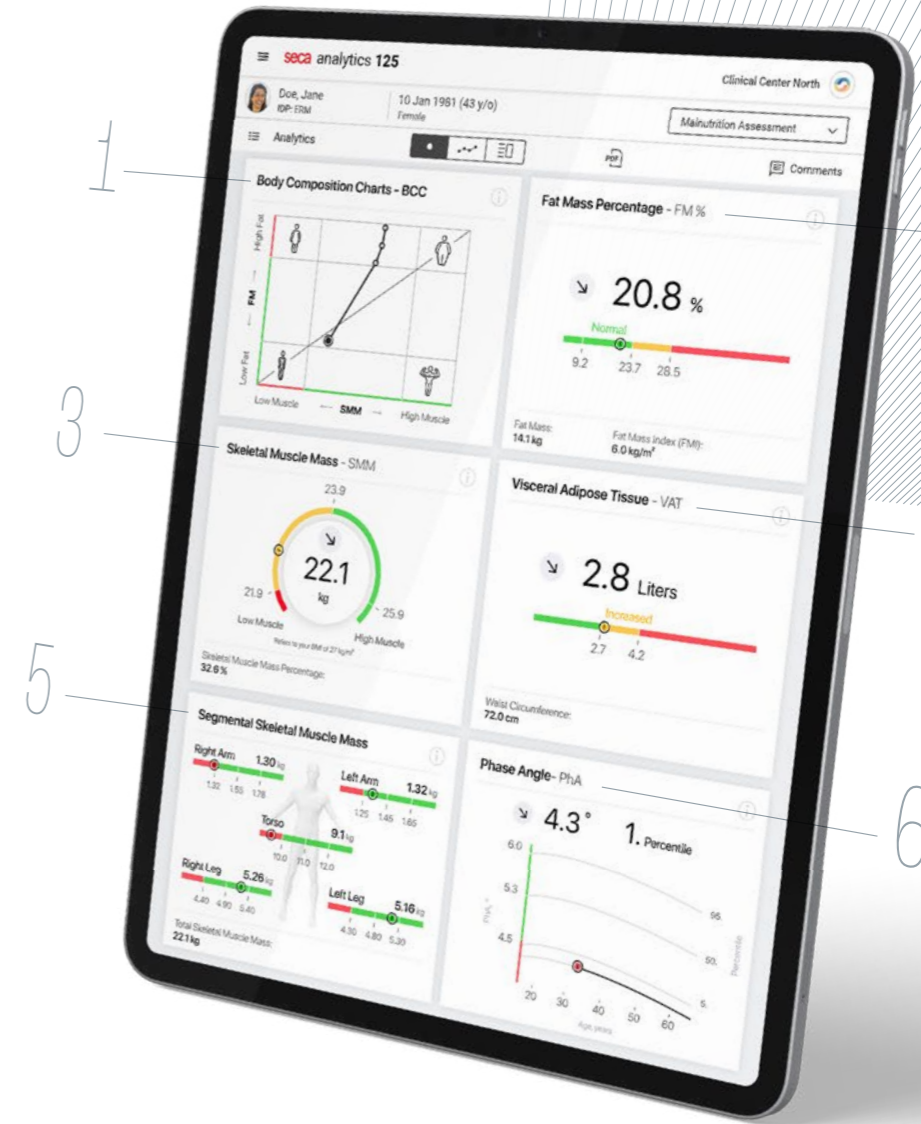 seca analytics 125
Clinical Center North
Doe, Jane
IDP: ERM
10 Jan 1981 (43 y/o)
Female
Malnutrition Assessment
Analytics
PDF
Comments
1
Body Composition Charts - BCC
High Fat
FM
Low Fat
Low Muscle
SMM
High Muscle
Fat Mass Percentage - FM%
20.8 %
Normal
9.2 23.7 28.5
Fat Mass:
14.1 kg
Fat Mass Index (FMI):
6.0 kg/m²
3
Skeletal Muscle Mass - SMM
23.9
22.1
kg
21.9
25.9
Low Muscle
High Muscle
Skeletal Muscle Mass Percentage:
32.6%
Visceral Adipose Tissue - VAT
2.8 Liters
Increased
2.7 4.2
Waist Circumference:
72.0 cm
5
Segmental Skeletal Muscle Mass
Right Arm 1.30 kg
Left Arm 1.32 kg
1.25 1.45 1.65
Torso 9.1 kg
10.0 11.0 12.0
Right Leg 5.26 kg
4.40 4.90 5.40
Left Leg 5.16 kg
4.30 4.80 5.30
Total Skeletal Muscle Mass:
22.1 kg
Phase Angle- PhA
4.3° 1. Percentile
6.0
5.3
4.5
PhA, °
95.
50.
5.
Percentile
20 30 40 50 60
Age, years
6